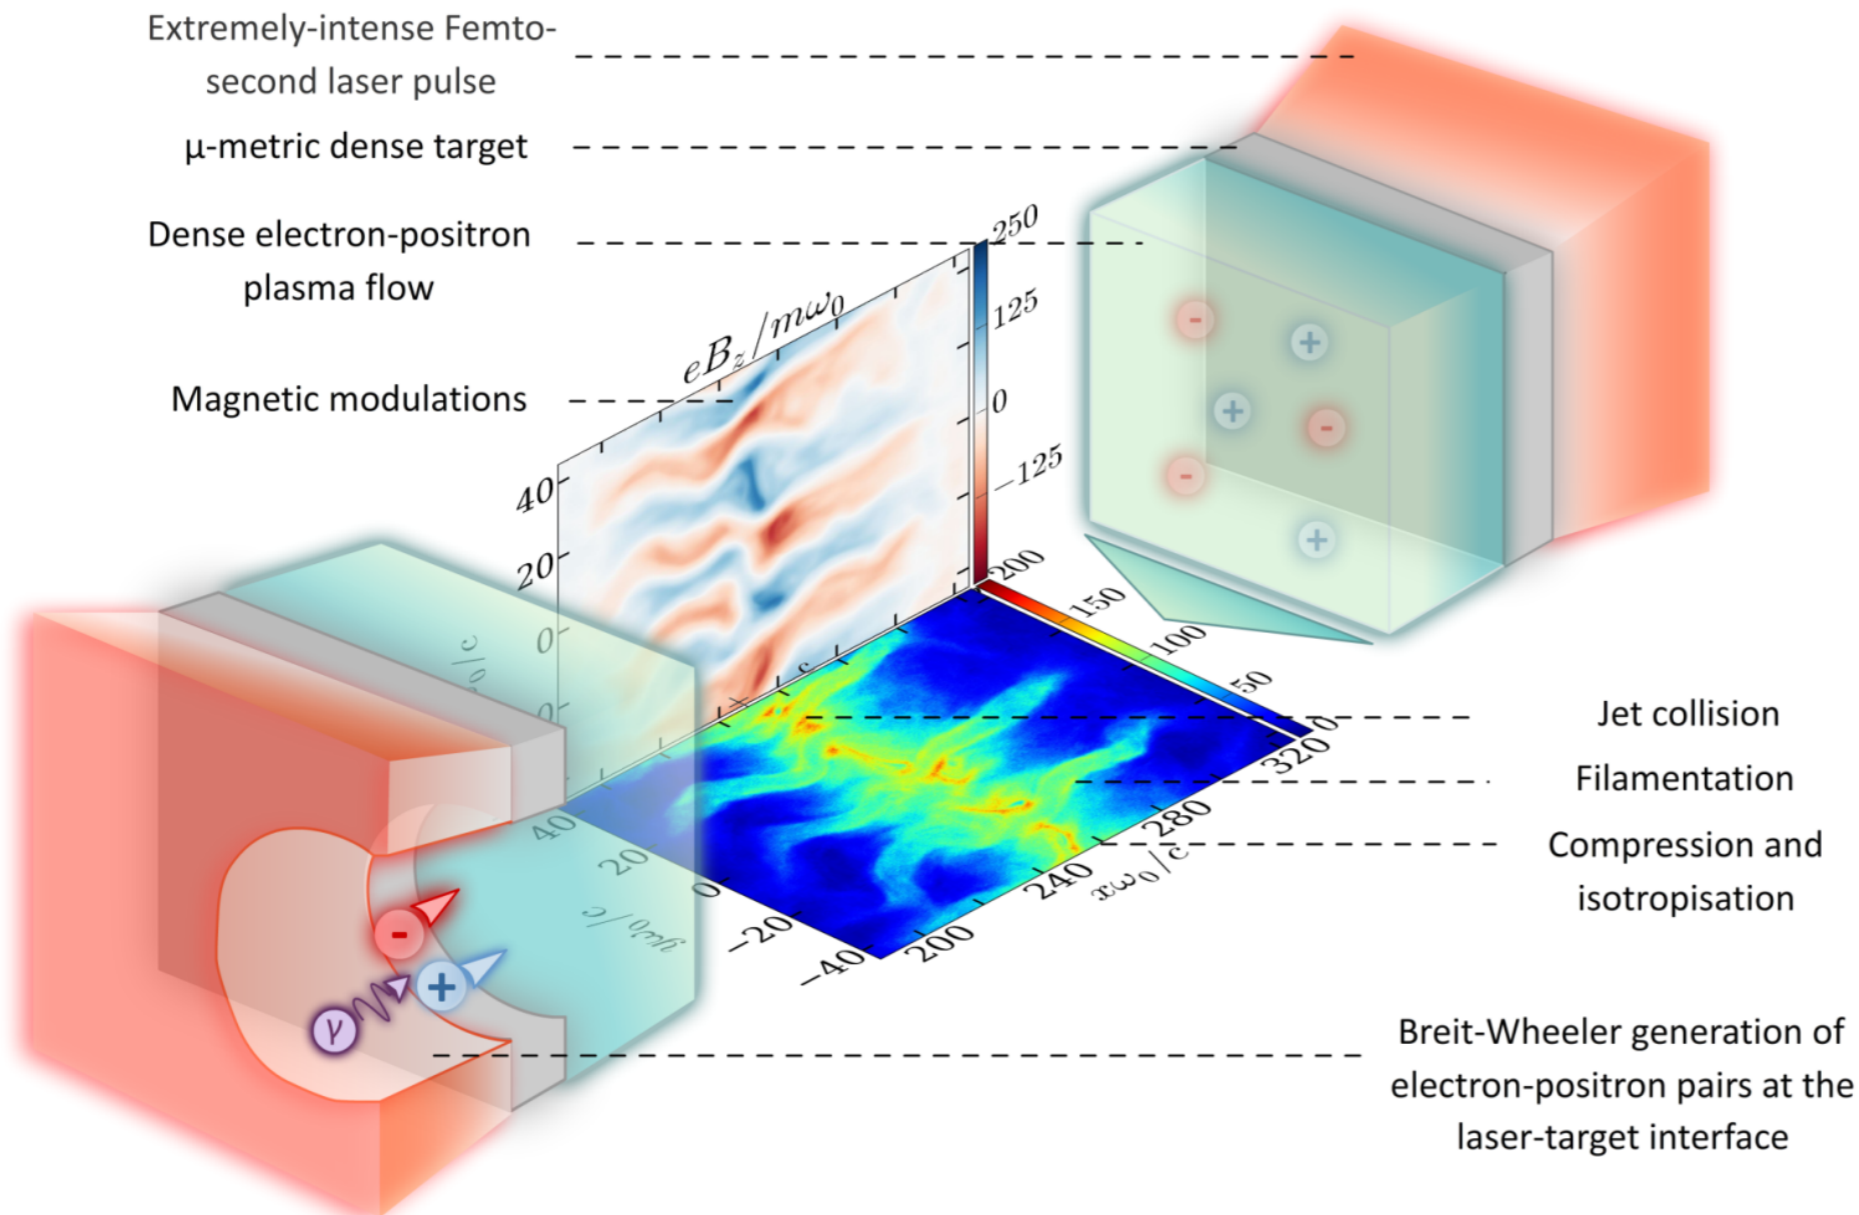 Extremely-intense Femto-
second laser pulse
μ-metric dense target
Dense electron-positron
plasma flow
Magnetic modulations
eB_z/mω_0
250
125
0
−125
40
20
0
200
150
100
50
0
320
280
240
200
xω_0/c
40
20
0
−20
−40
yω_0/c
-
+
+
-
-
+
-
+
γ
Jet collision
Filamentation
Compression and
isotropisation
Breit-Wheeler generation of
electron-positron pairs at the
laser-target interface